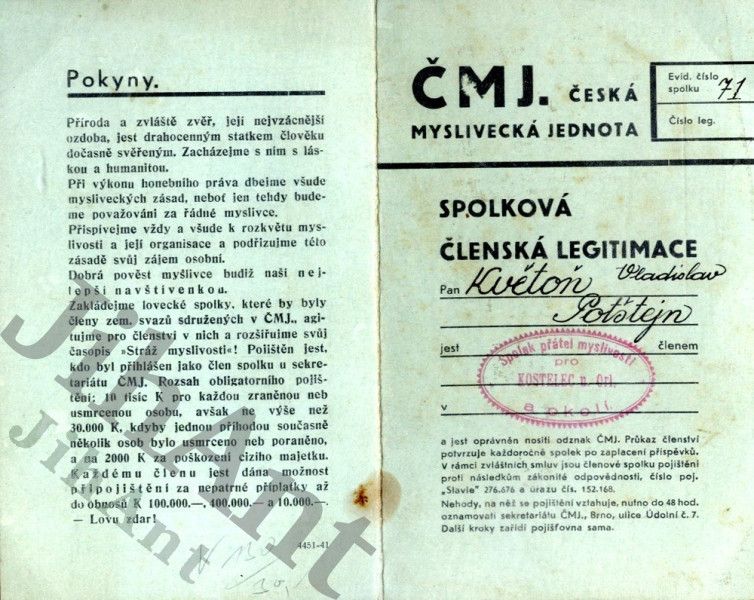 Pokyny.
Příroda a zvláště zvěř, její nejvzácnější
ozdoba, jest drahocenným statkem člověku
dočasně svěřeným. Zacházejme s ním s lás-
kou a humanitou.
Při výkonu honebního práva dbejme všude
mysliveckých zásad, neboť jen tehdy bude-
me považováni za řádné myslivce.
Přispívejme vždy a všude k rozkvětu mys-
livosti a její organisace a podřizujme této
zásadě svůj zájem osobní.
Dobrá pověst myslivce budiž naší nej-
lepší navštívenkou.
Zakládejme lovecké spolky, které by byly
členy zem. svazů sdružených v ČMJ., agi-
tujme pro členství v nich a rozšiřujme svůj
časopis »Stráž myslivosti«! Pojištěn jest,
kdo byl přihlášen jako člen spolku u sekre-
tariátu ČMJ. Rozsah obligatorního pojiš-
tění: 10 tisíc K pro každou zraněnou neb
usmrcenou osobu, avšak ne výše než
30.000 K, kdyby jednou příhodou současně
několik osob bylo usmrceno neb poraněno,
a na 2000 K za poškození cizího majetku.
Každému členu jest dána možnost
připojištění za nepatrné příplatky až
do obnosů K 100.000.—, 400.000.— a 10.000.—.
— Lovu zdar!
4451-41
JiRiAnt
JiRiAnt
ČMJ. ČESKÁ
MYSLIVECKÁ JEDNOTA
Evid. číslo
spolku 71
Číslo leg.
SPOLKOVÁ
ČLENSKÁ LEGITIMACE
Pan Květoň Vladislav
Potštejn
jest členem
Spolek přátel myslivosti
pro
KOSTELEC n. Orl.
a okolí
v
a jest oprávněn nositi odznak ČMJ. Průkaz členství
potvrzuje každoročně spolek po zaplacení příspěvků.
V rámci zvláštních smluv jsou členové spolku pojištěni
proti následkům zákonité odpovědnosti, číslo poj.
„Slavie" 276.676 a úrazu čís. 152.168.
Nehody, na něž se pojištění vztahuje, nutno do 48 hod.
oznamovati sekretariátu ČMJ., Brno, ulice Údolní č. 7.
Další kroky zařídí pojišťovna sama.